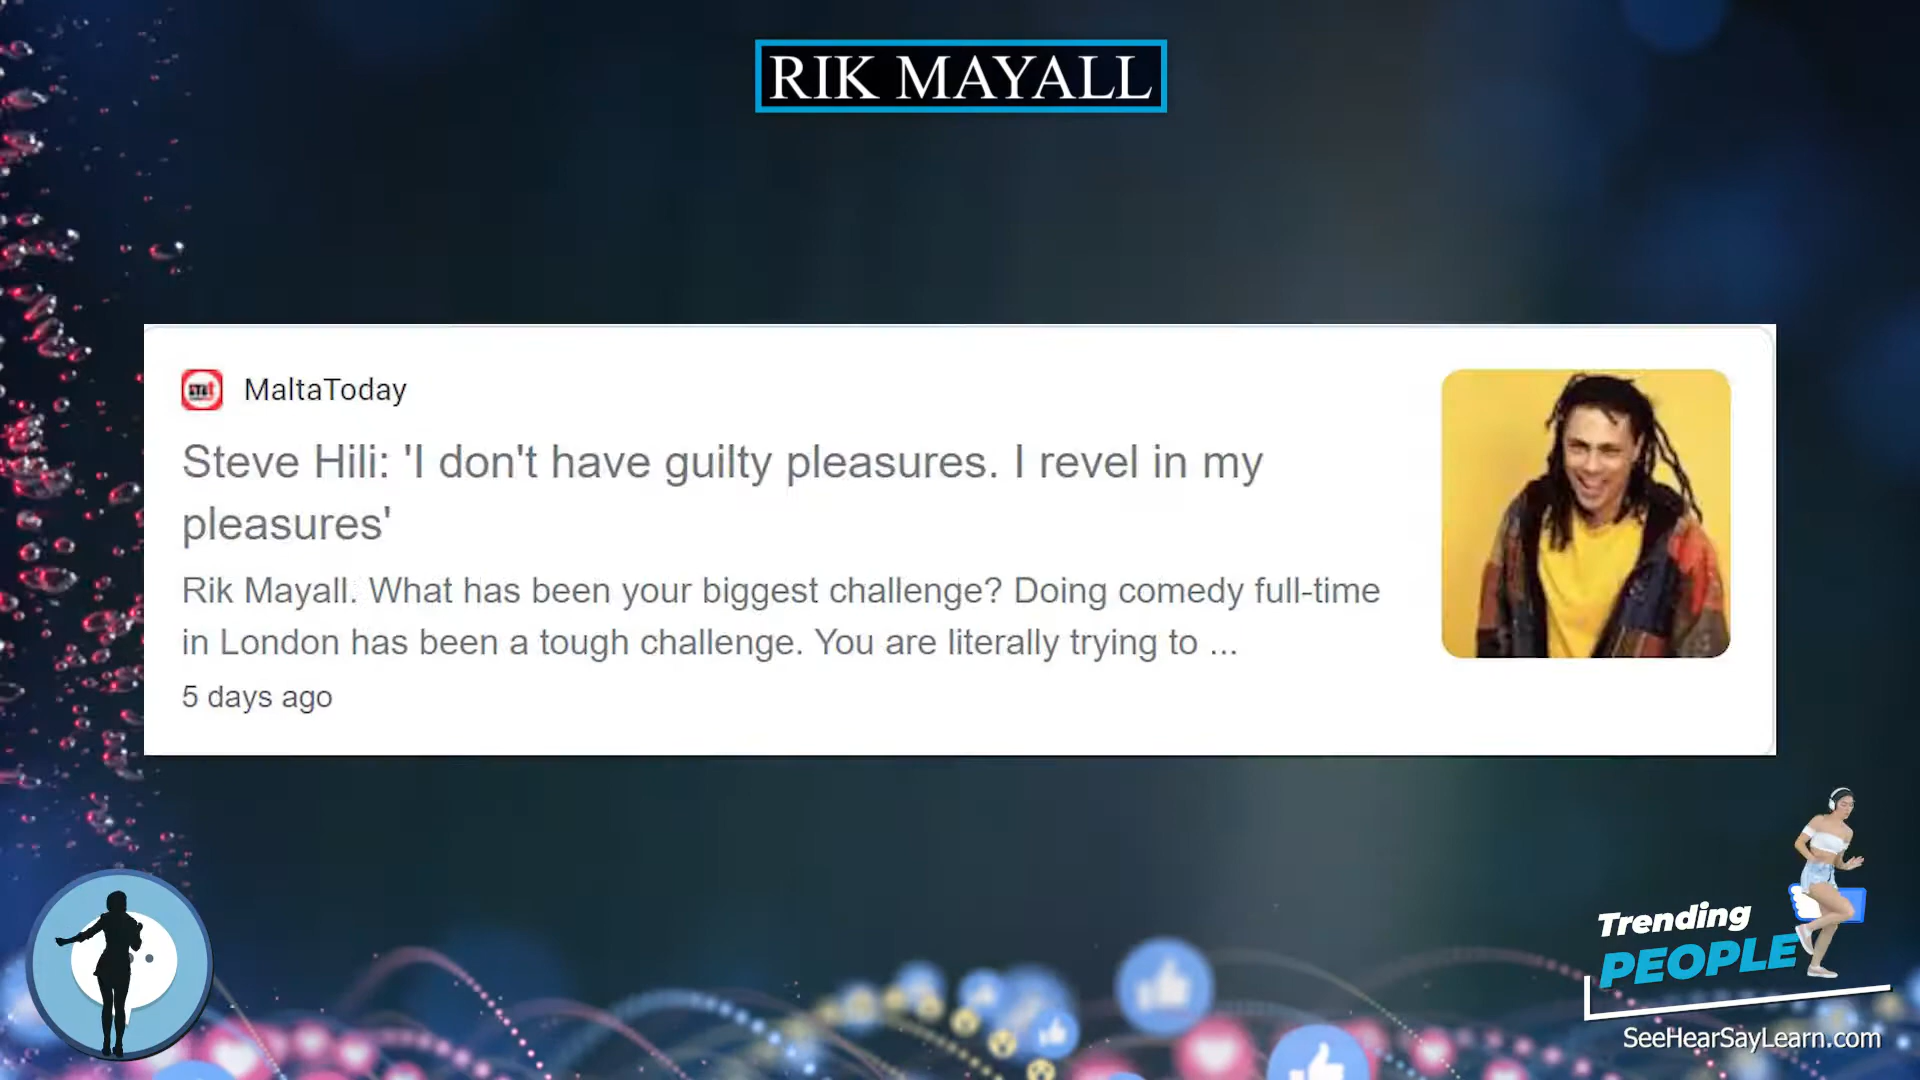 RIK MAYALL
MaltaToday
Steve Hili: 'I don't have guilty pleasures. I revel in my
pleasures'
Rik Mayall. What has been your biggest challenge? Doing comedy full-time
in London has been a tough challenge. You are literally trying to ...
5 days ago
Trending
PEOPLE
SeeHearSayLearn.com